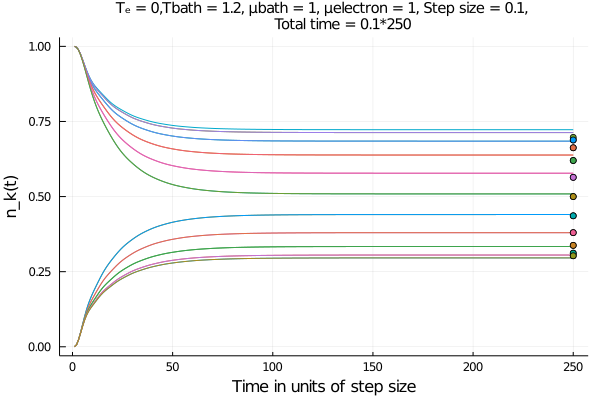 Tₑ = 0,Tbath = 1.2, μbath = 1, μelectron = 1, Step size = 0.1,
Total time = 0.1*250
1.00
0.75
0.50
0.25
0.00
n_k(t)
0 50 100 150 200 250
Time in units of step size